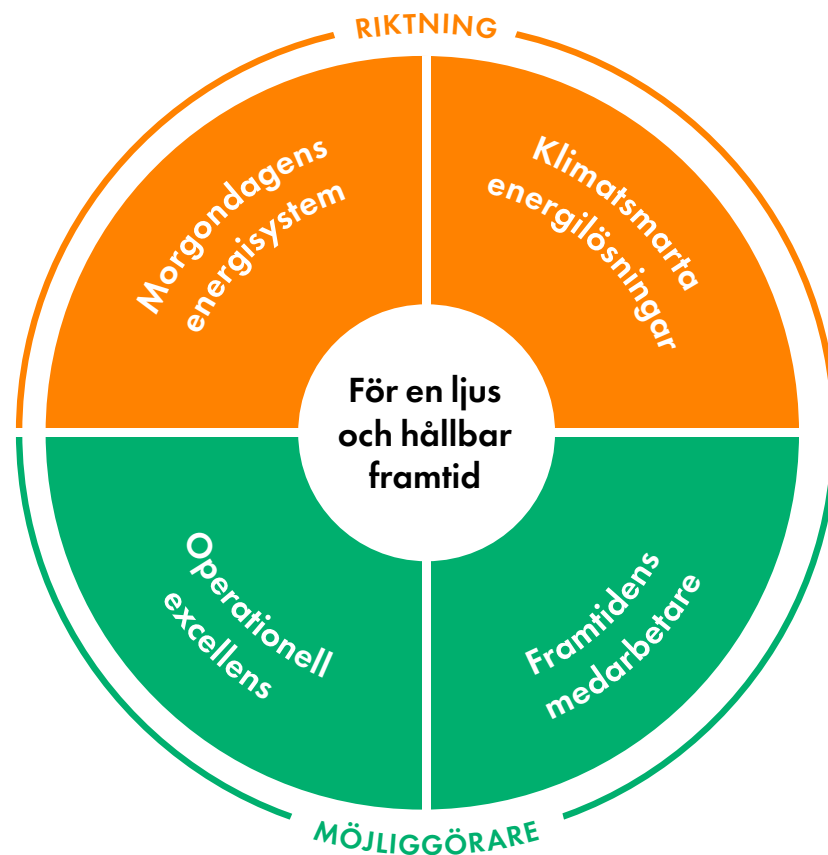 RIKTNING
Morgondagens
energisystem
Klimatsmarta
energilösningar
För en ljus
och hållbar
framtid
Operationell
excellens
Framtidens
medarbetare
MÖJLIGGÖRARE